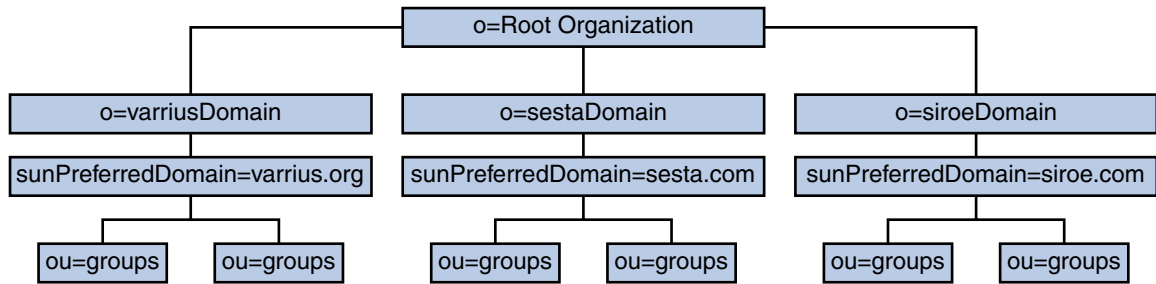 o=Root Organization
o=varriusDomain
o=sestaDomain
o=siroeDomain
sunPreferredDomain=varrius.org
sunPreferredDomain=sesta.com
sunPreferredDomain=siroe.com
ou=groups
ou=groups
ou=groups
ou=groups
ou=groups
ou=groups